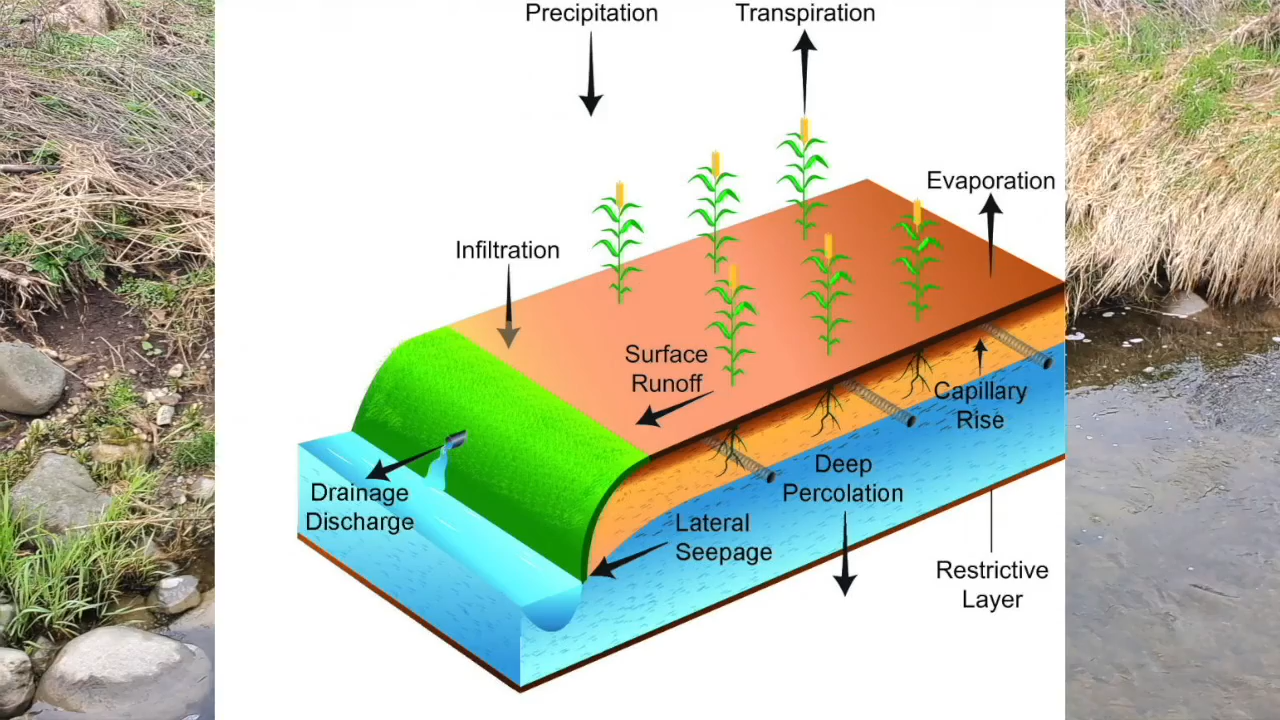 Precipitation
Transpiration
Evaporation
Infiltration
Surface
Runoff
Capillary
Rise
Deep
Percolation
Drainage
Discharge
Lateral
Seepage
Restrictive
Layer